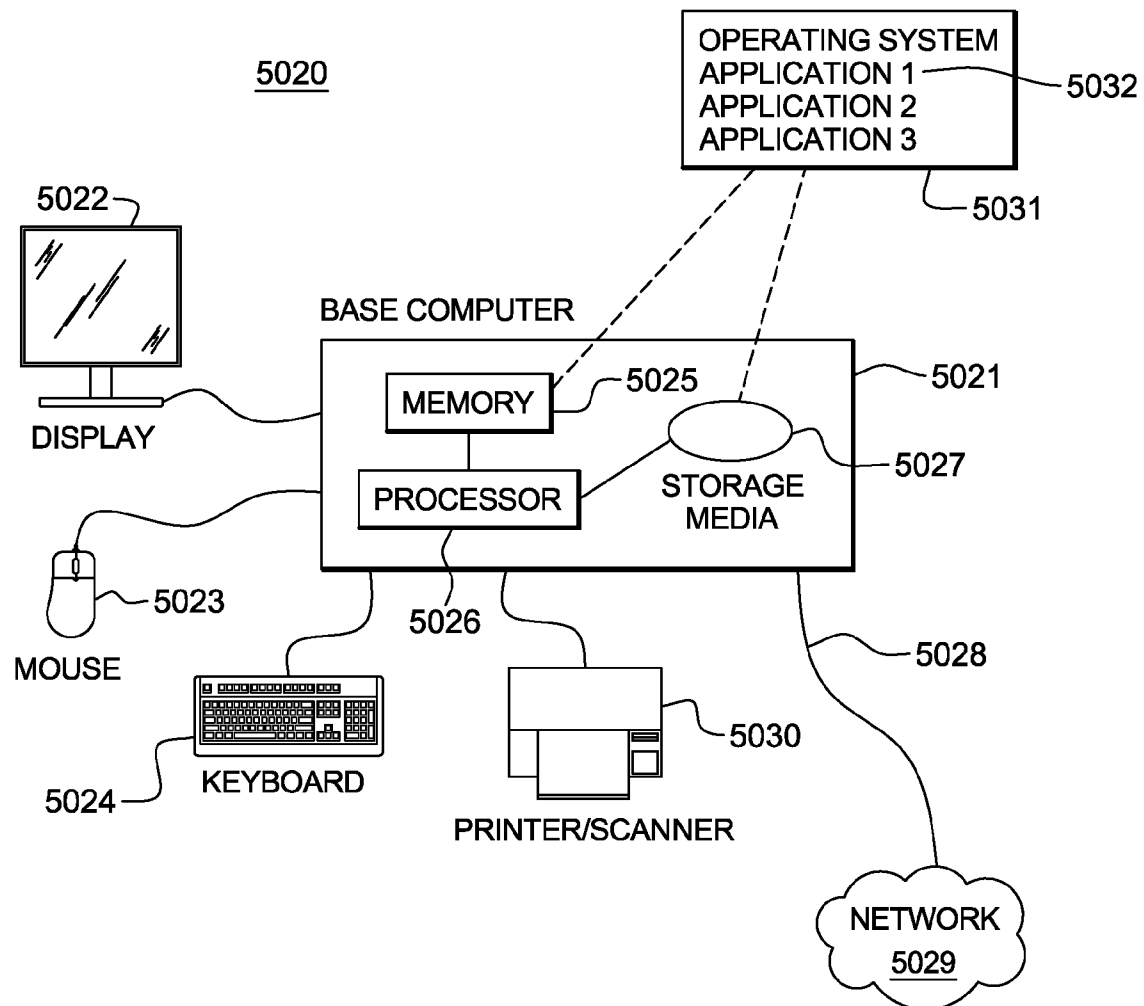 5020
OPERATING SYSTEM
APPLICATION 1
APPLICATION 2
APPLICATION 3
5032
5031
5022
DISPLAY
BASE COMPUTER
MEMORY
5025
PROCESSOR
5026
STORAGE
MEDIA
5027
5021
MOUSE
5023
5024
KEYBOARD
5030
PRINTER/SCANNER
5028
NETWORK
5029